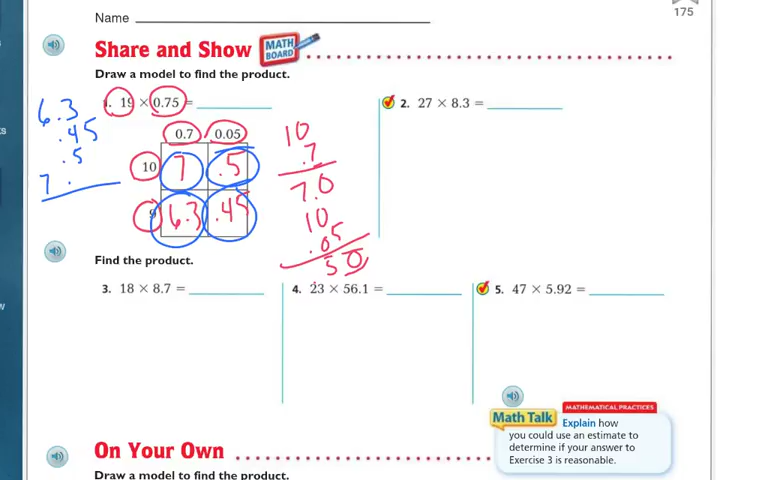 175
Name
Share and Show
MATH BOARD
Draw a model to find the product.
1. 19 × 0.75 =
2. 27 × 8.3 =
6.3
.45
.5
7.
0.7 0.05
10 7 .5
9 6.3 .45
10
.7
7.0
10
.05
50
Find the product.
3. 18 × 8.7 =
4. 23 × 56.1 =
5. 47 × 5.92 =
MATHEMATICAL PRACTICES
Math Talk
Explain how
you could use an estimate to
determine if your answer to
Exercise 3 is reasonable.
On Your Own
Draw a model to find the product.